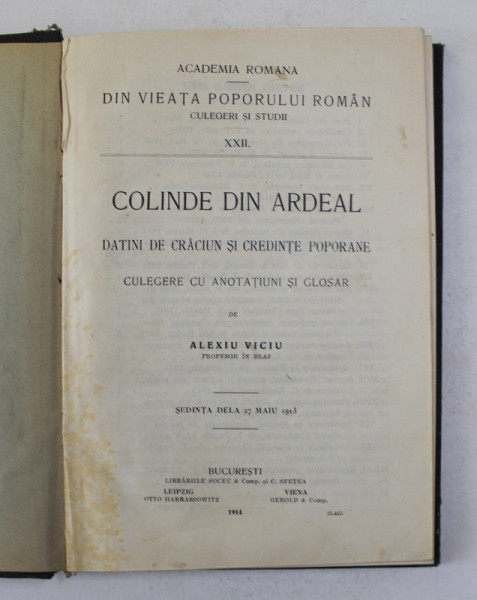 ACADEMIA ROMANA
DIN VIEAȚA POPORULUI ROMÂN
CULEGERI ȘI STUDII
XXII.
COLINDE DIN ARDEAL
DATINI DE CRĂCIUN ȘI CREDINȚE POPORANE
CULEGERE CU ANOTAȚIUNI ȘI GLOSAR
DE
ALEXIU VICIU
PROFESOR ÎN BLAJ
ȘEDINȚA DELA 27 MAIU 1913
BUCUREȘTI
LIBRĂRIILE SOCEC & Comp. și C. SFETEA
LEIPZIG VIENA
OTTO HARRASSOWITZ GEROLD & Comp.
1914